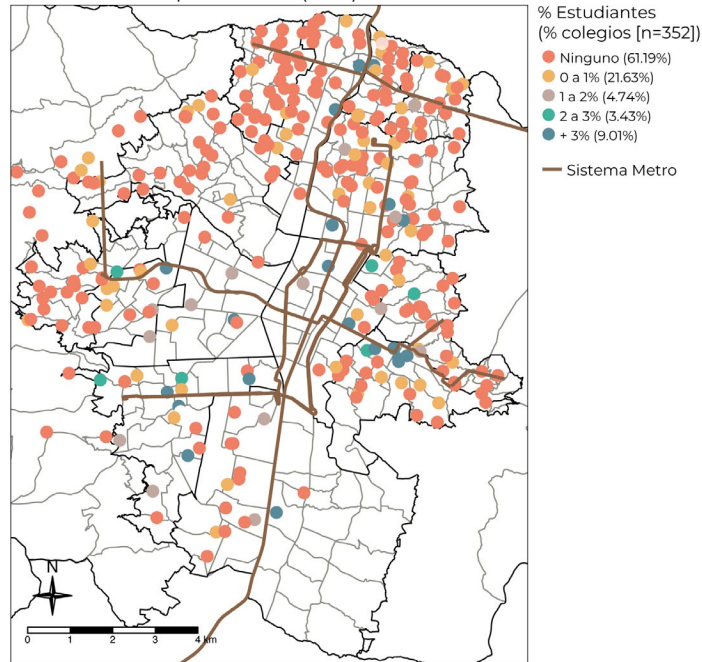 % Estudiantes
(% colegios [n=352])
Ninguno (61.19%)
0 a 1% (21.63%)
1 a 2% (4.74%)
2 a 3% (3.43%)
+ 3% (9.01%)
Sistema Metro
N
0 1 2 3 4 km